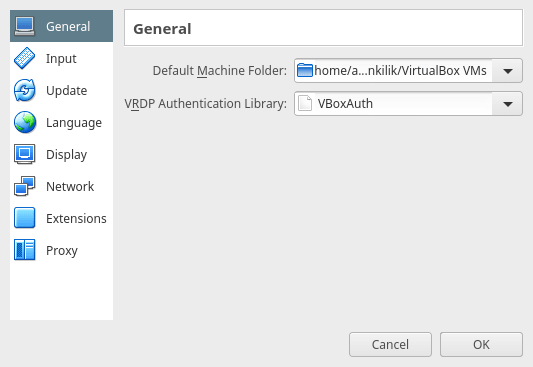 General
Input
Update
Language
Display
Network
Extensions
Proxy
General
Default Machine Folder:
home/a...nkilik/VirtualBox VMs
VRDP Authentication Library:
VBoxAuth
Cancel
OK